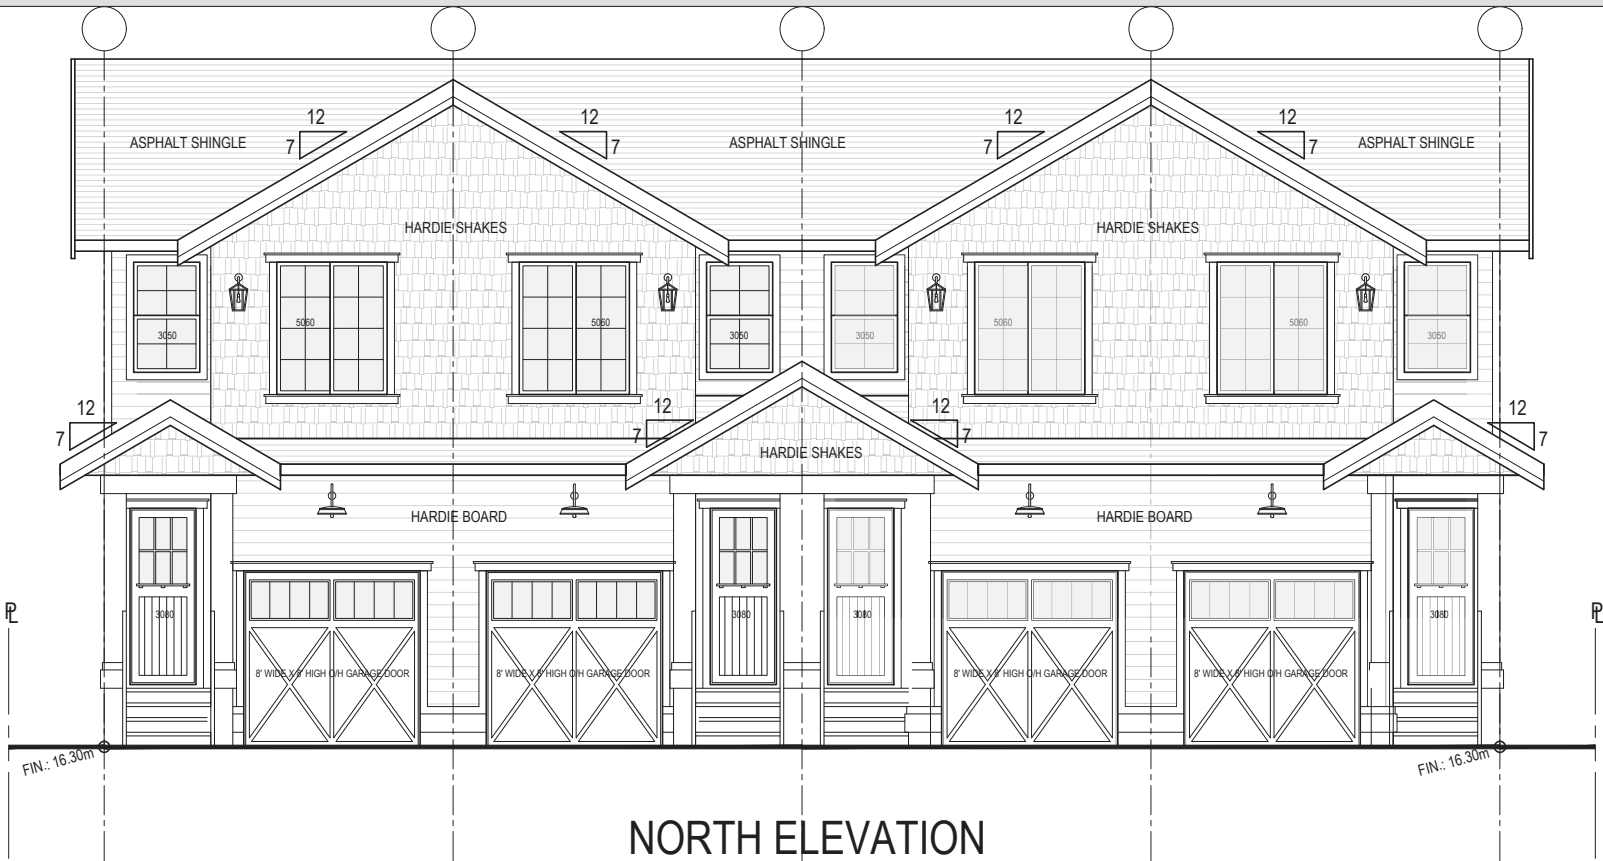 12
12
12
12
7
7
7
7
ASPHALT SHINGLE
ASPHALT SHINGLE
ASPHALT SHINGLE
HARDIE SHAKES
HARDIE SHAKES
5060
5060
5060
5060
3050
3050
3050
3050
12
12
12
12
7
7
7
7
HARDIE SHAKES
HARDIE BOARD
HARDIE BOARD
PL
PL
3080
3080
3080
3080
8' WIDE X 8' HIGH O/H GARAGE DOOR
8' WIDE X 8' HIGH O/H GARAGE DOOR
8' WIDE X 8' HIGH O/H GARAGE DOOR
8' WIDE X 8' HIGH O/H GARAGE DOOR
FIN.: 16.30m
FIN.: 16.30m
NORTH ELEVATION